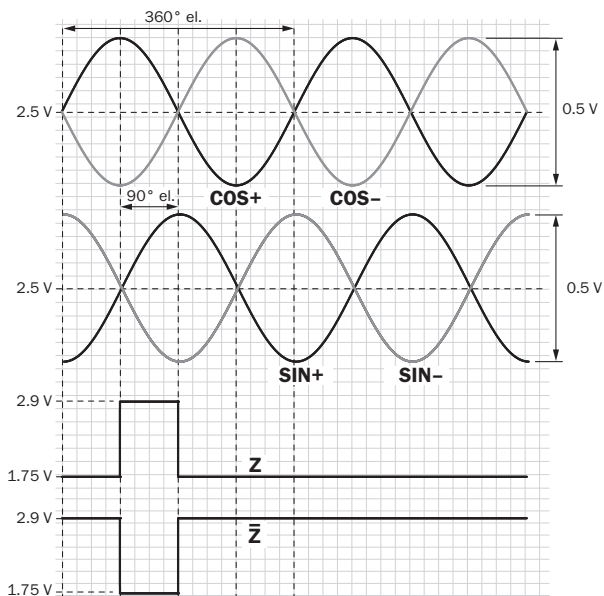 360° el.
2.5 V
0.5 V
90° el.
COS+ COS–
2.5 V
0.5 V
SIN+ SIN–
2.9 V
Z
1.75 V
2.9 V
Z̅
1.75 V